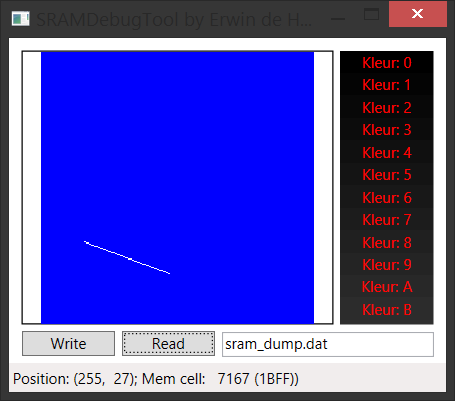 SRAMDebugTool by Erwin de H...
Kleur: 0
Kleur: 1
Kleur: 2
Kleur: 3
Kleur: 4
Kleur: 5
Kleur: 6
Kleur: 7
Kleur: 8
Kleur: 9
Kleur: A
Kleur: B
Write Read sram_dump.dat
Position: (255, 27); Mem cell: 7167 (1BFF))